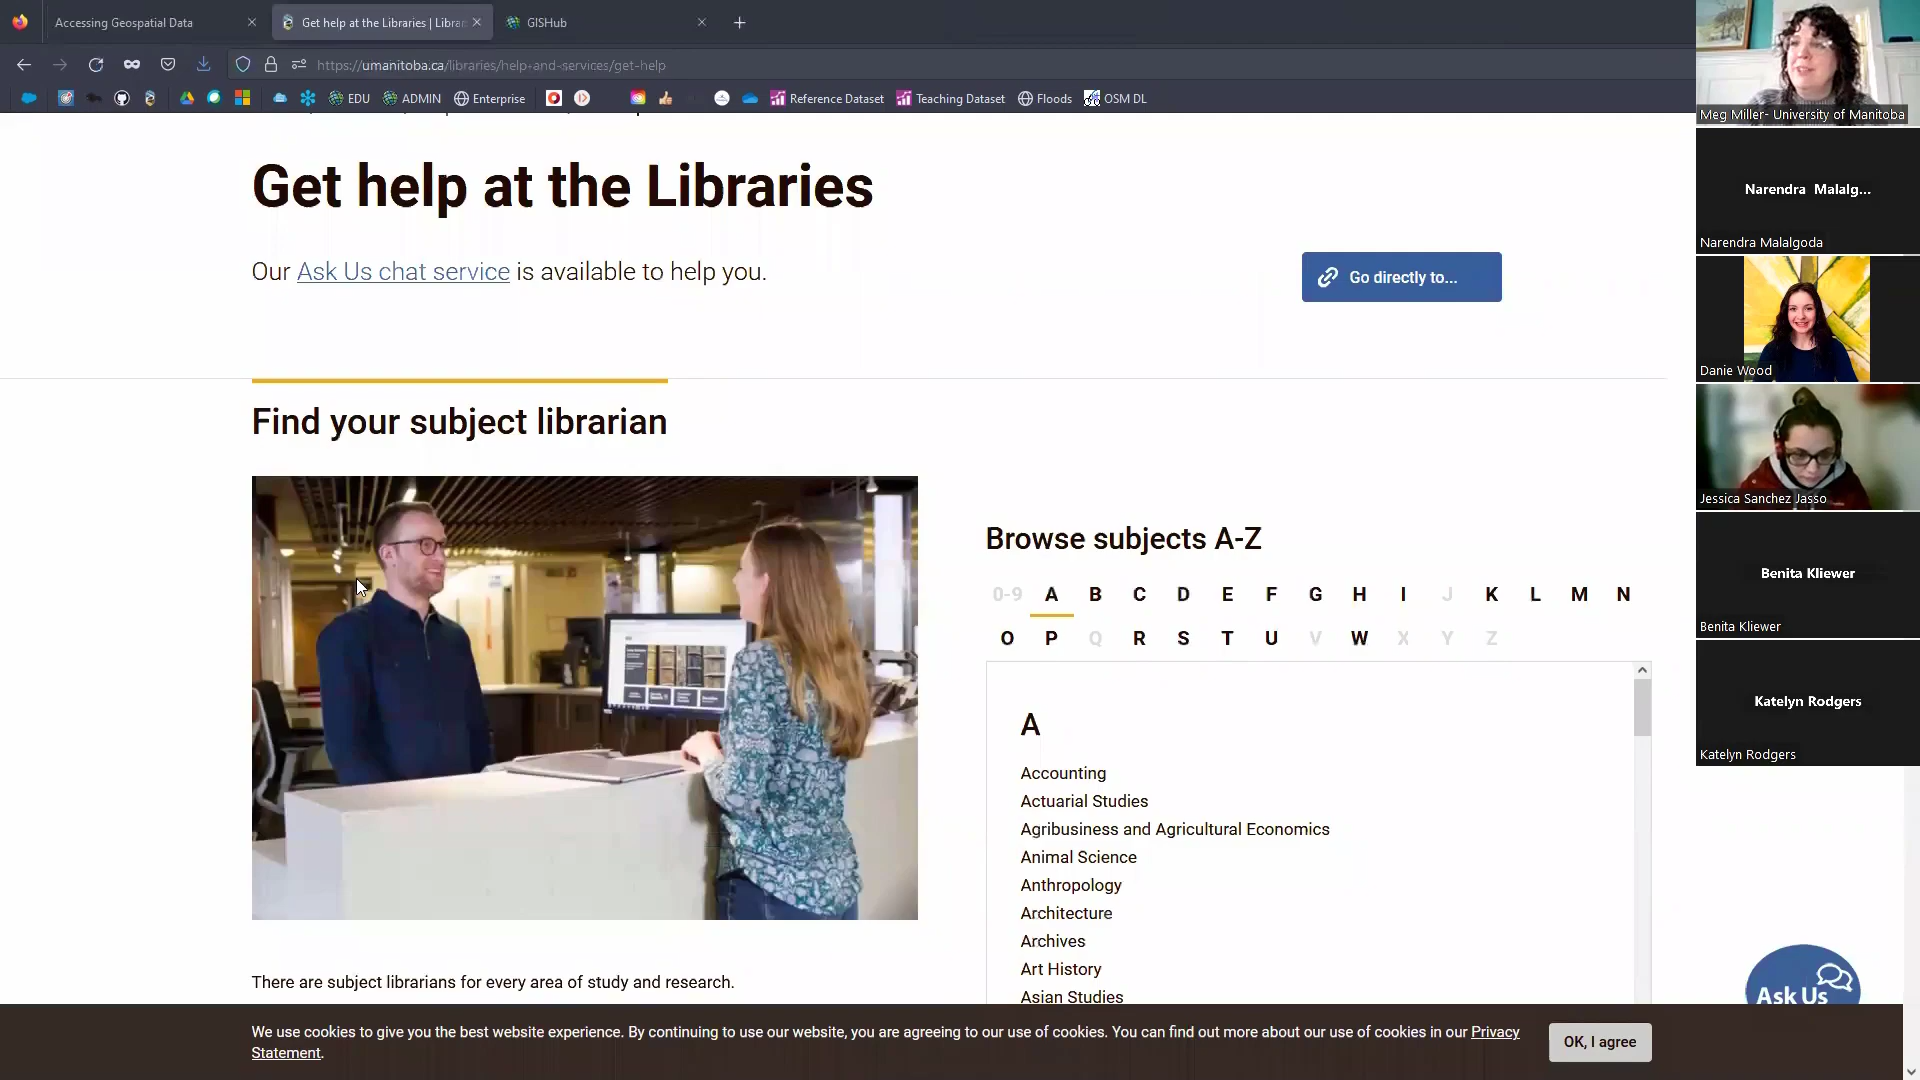 Accessing Geospatial Data
Get help at the Libraries | Librar
GISHub
https://umanitoba.ca/libraries/help-and-services/get-help
EDU
ADMIN
Enterprise
Reference Dataset
Teaching Dataset
Floods
OSM DL
Get help at the Libraries
Our Ask Us chat service is available to help you.
Go directly to...
Find your subject librarian
Browse subjects A-Z
0-9 A B C D E F G H I J K L M N
O P Q R S T U V W X Y Z
A
Accounting
Actuarial Studies
Agribusiness and Agricultural Economics
Animal Science
Anthropology
Architecture
Archives
Art History
Asian Studies
There are subject librarians for every area of study and research.
Ask Us
We use cookies to give you the best website experience. By continuing to use our website, you are agreeing to our use of cookies. You can find out more about our use of cookies in our Privacy
Statement.
OK, I agree
Meg Miller- University of Manitoba
Narendra Malalg...
Narendra Malalgoda
Danie Wood
Jessica Sanchez Jasso
Benita Kliewer
Benita Kliewer
Katelyn Rodgers
Katelyn Rodgers